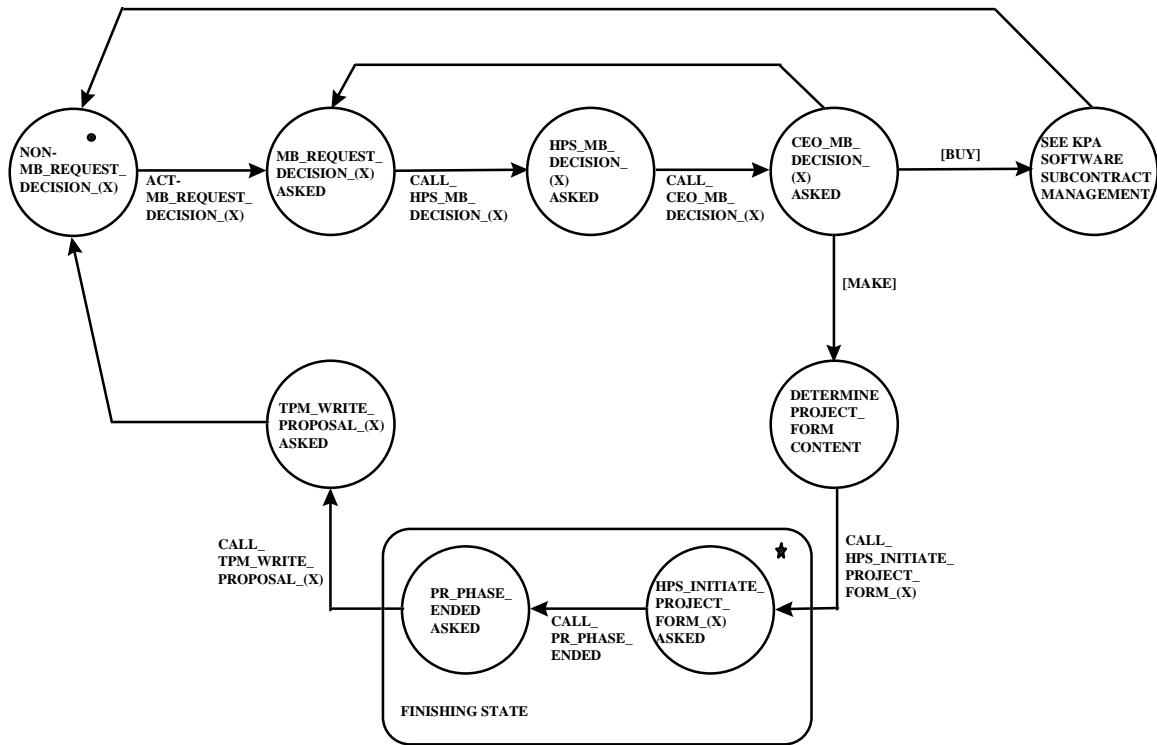 NON-
MB_REQUEST_
DECISION_(X)
ACT-
MB_REQUEST_
DECISION_(X)
MB_REQUEST_
DECISION_(X)
ASKED
CALL_
HPS_MB_
DECISION_(X)
HPS_MB_
DECISION_
(X)
ASKED
CALL_
CEO_MB_
DECISION_(X)
CEO_MB_
DECISION_
(X)
ASKED
[BUY]
SEE KPA
SOFTWARE
SUBCONTRACT
MANAGEMENT
[MAKE]
TPM_WRITE_
PROPOSAL_(X)
ASKED
DETERMINE
PROJECT_
FORM
CONTENT
CALL_
TPM_WRITE_
PROPOSAL_(X)
PR_PHASE_
ENDED
ASKED
CALL_
PR_PHASE_
ENDED
HPS_INITIATE_
PROJECT_
FORM_(X)
ASKED
CALL_
HPS_INITIATE_
PROJECT_
FORM_(X)
FINISHING STATE